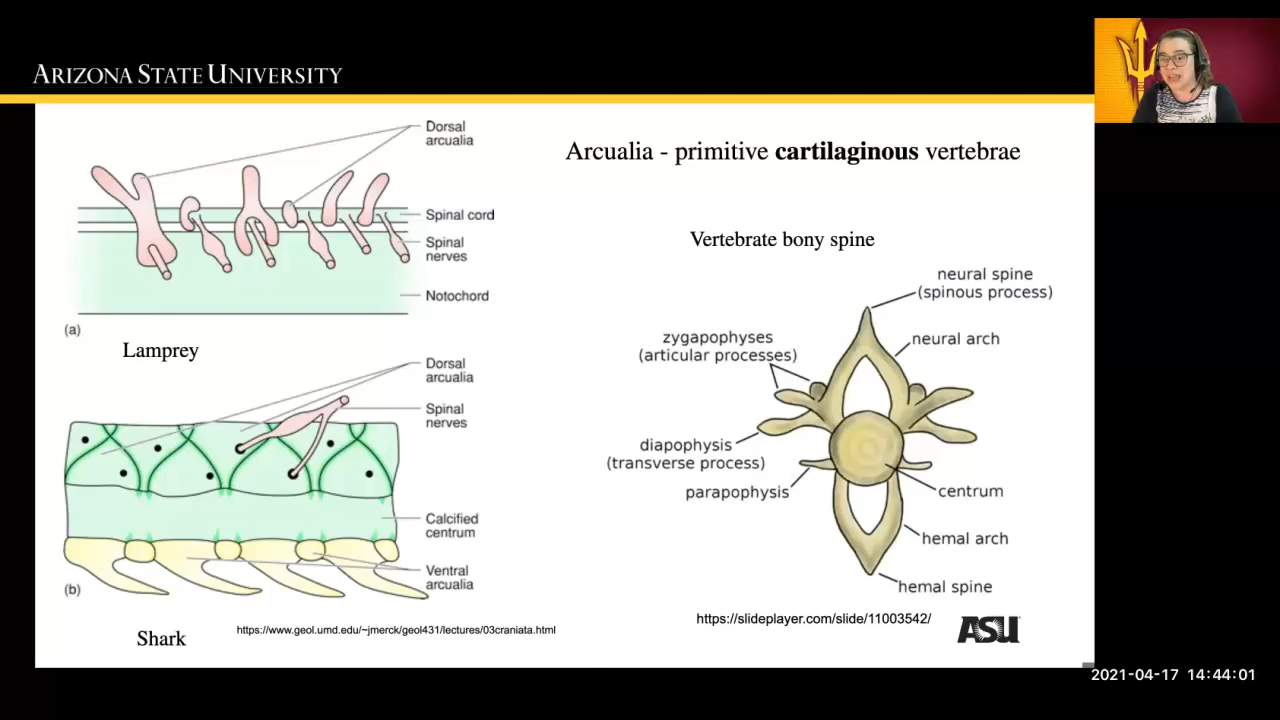 ARIZONA STATE UNIVERSITY
Arcualia - primitive cartilaginous vertebrae
Dorsal
arcualia
Spinal cord
Spinal
nerves
Notochord
(a)
Lamprey
Dorsal
arcualia
Spinal
nerves
Calcified
centrum
Ventral
arcualia
(b)
Shark
https://www.geol.umd.edu/~jmerck/geol431/lectures/03craniata.html
Vertebrate bony spine
neural spine
(spinous process)
zygapophyses
(articular processes)
neural arch
diapophysis
(transverse process)
parapophysis
centrum
hemal arch
hemal spine
https://slideplayer.com/slide/11003542/
ASU
2021-04-17 14:44:01